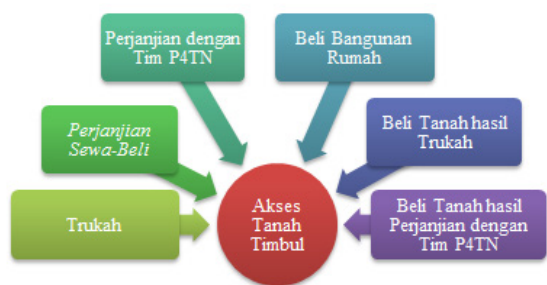 Perjanjian dengan
Tim P4TN
Beli Bangunan
Rumah
Perjanjian
Sewa-Beli
Beli Tanah hasil
Trukah
Trukah
Akses
Tanah
Timbul
Beli Tanah hasil
Perjanjian dengan
Tim P4TN